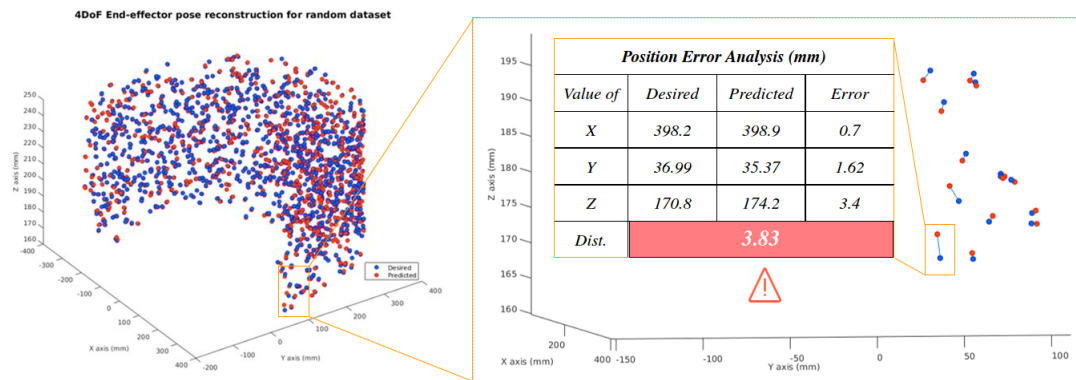 4DoF End-effector pose reconstruction for random dataset
250
240
230
220
210
200
190
180
170
160
Z axis (mm)
-400
-300
-200
-100
0
100
200
300
400
X axis (mm)
-200
-100
0
100
200
300
400
Y axis (mm)
Desired
Predicted
195
190
185
180
175
170
165
160
Z axis (mm)
Position Error Analysis (mm)
Value of Desired Predicted Error
X 398.2 398.9 0.7
Y 36.99 35.37 1.62
Z 170.8 174.2 3.4
Dist. 3.83
200
400
X axis (mm)
-150
-100
-50
0
50
100
Y axis (mm)